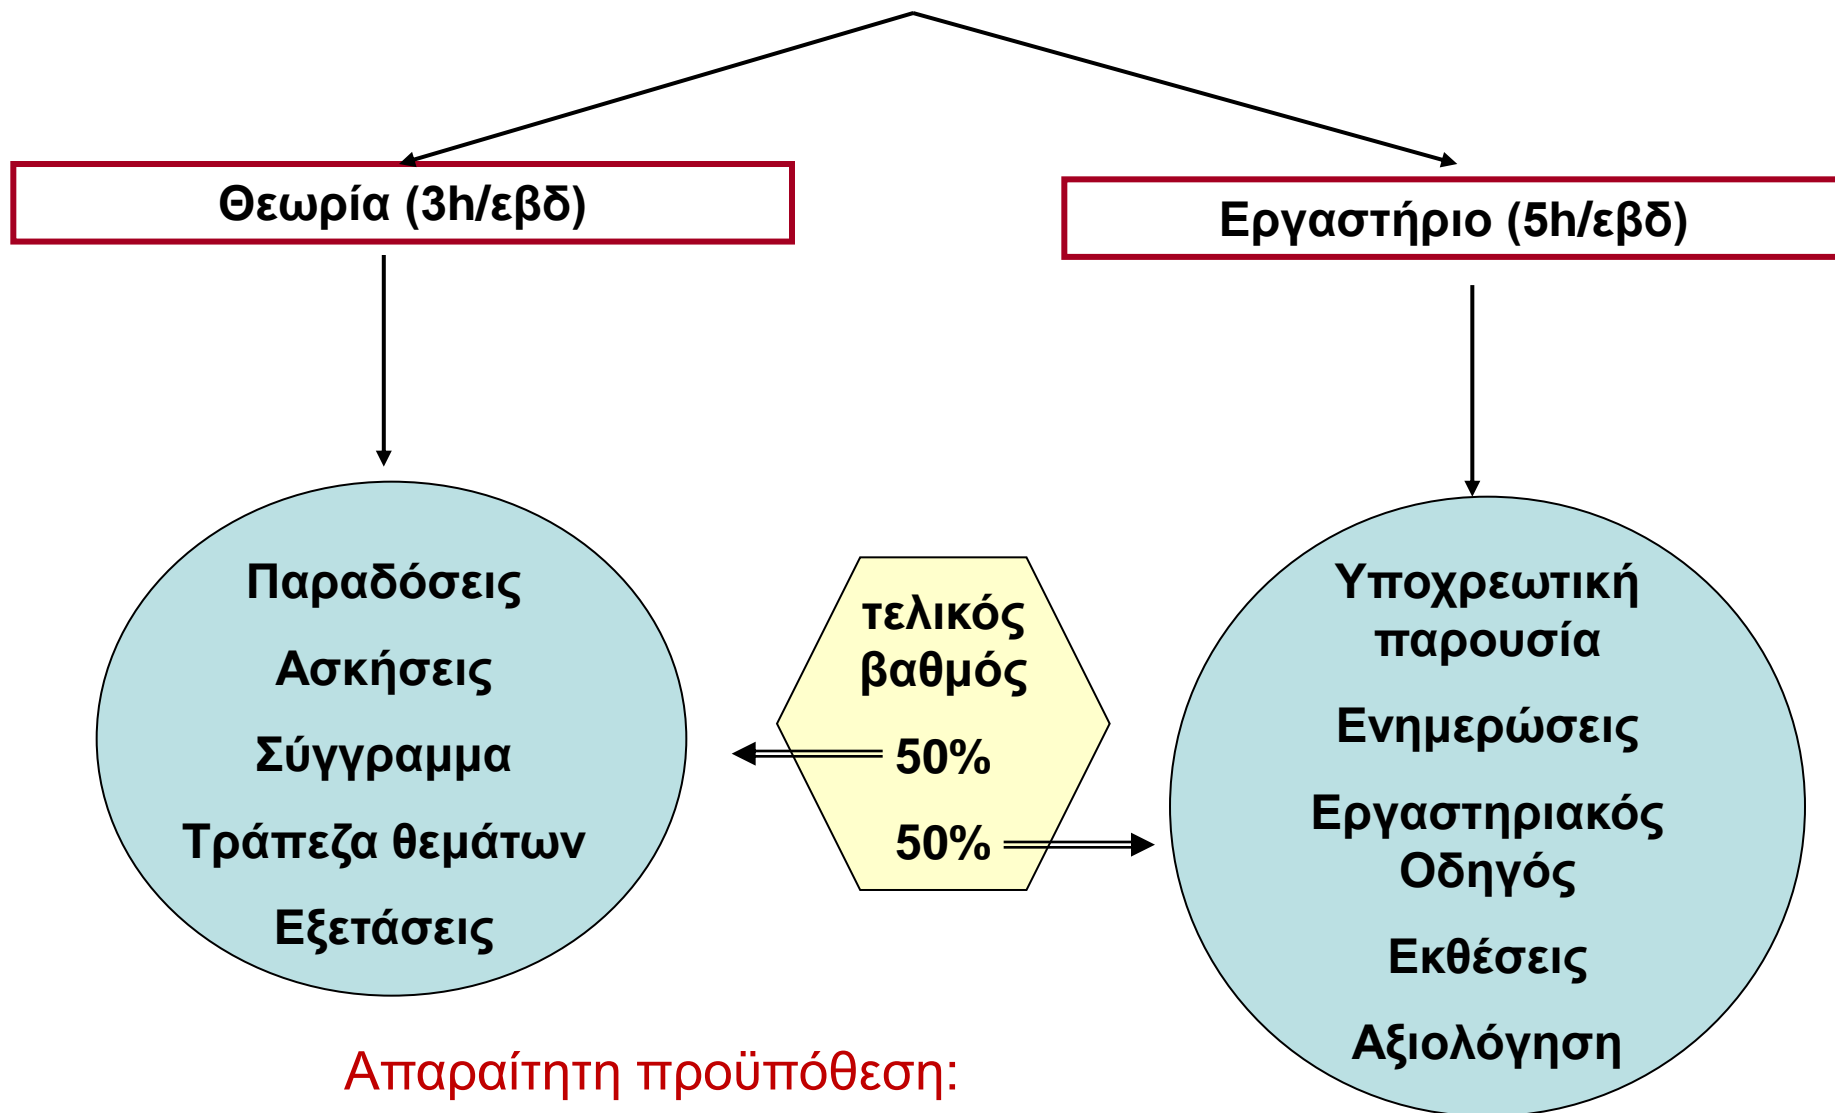 Θεωρία (3h/εβδ)
Εργαστήριο (5h/εβδ)
Παραδόσεις
Ασκήσεις
Σύγγραμμα
Τράπεζα θεμάτων
Εξετάσεις
τελικός
βαθμός
50%
50%
Υποχρεωτική
παρουσία
Ενημερώσεις
Εργαστηριακός
Οδηγός
Εκθέσεις
Αξιολόγηση
Απαραίτητη προϋπόθεση: